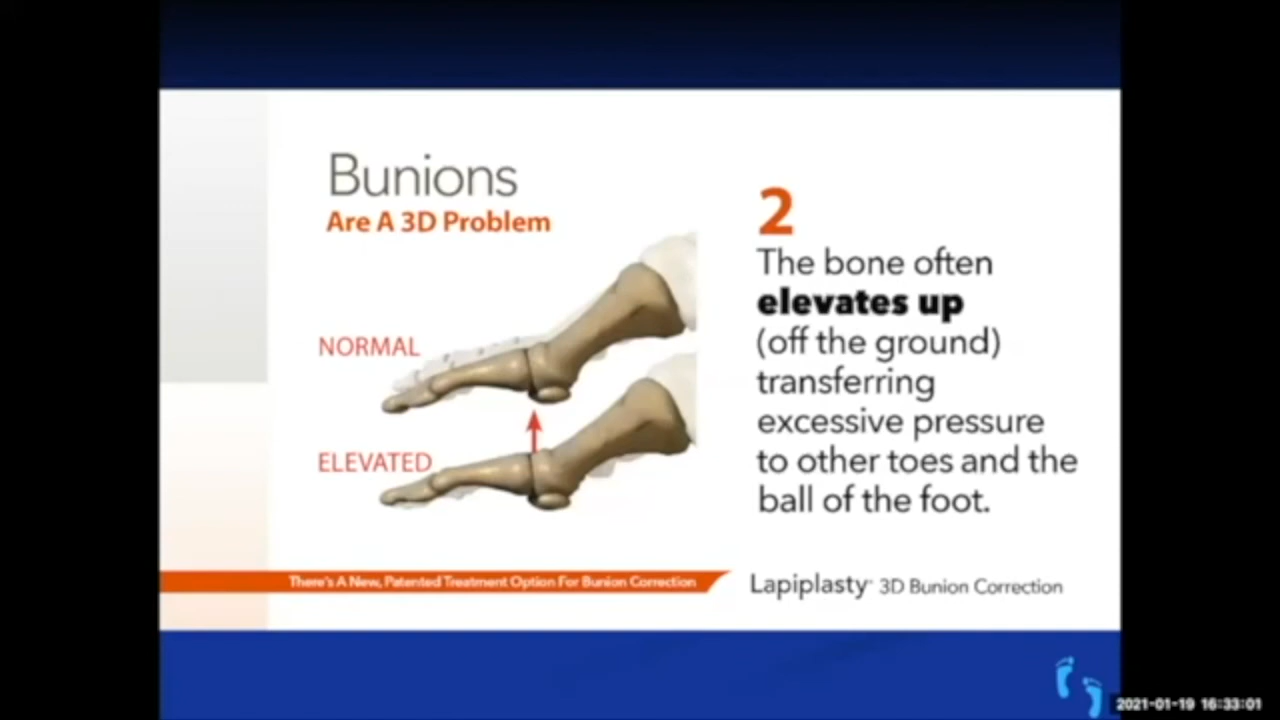 Bunions
Are A 3D Problem
NORMAL
ELEVATED
2
The bone often
elevates up
(off the ground)
transferring
excessive pressure
to other toes and the
ball of the foot.
There's A New, Patented Treatment Option For Bunion Correction
Lapiplasty 3D Bunion Correction
2021-01-19 16:33:01